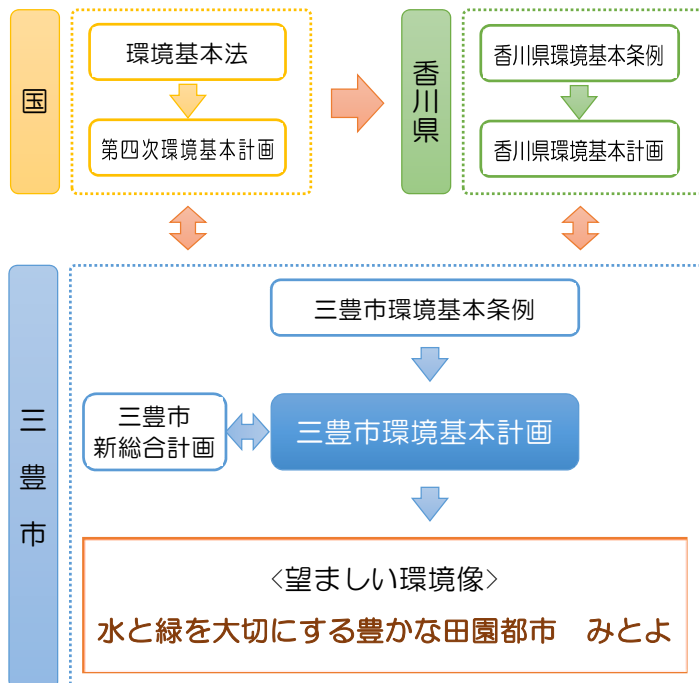 国
環境基本法
第四次環境基本計画
香川県
香川県環境基本条例
香川県環境基本計画
三豊市
三豊市環境基本条例
三豊市
新総合計画
三豊市環境基本計画
<望ましい環境像>
水と緑を大切にする豊かな田園都市　みとよ